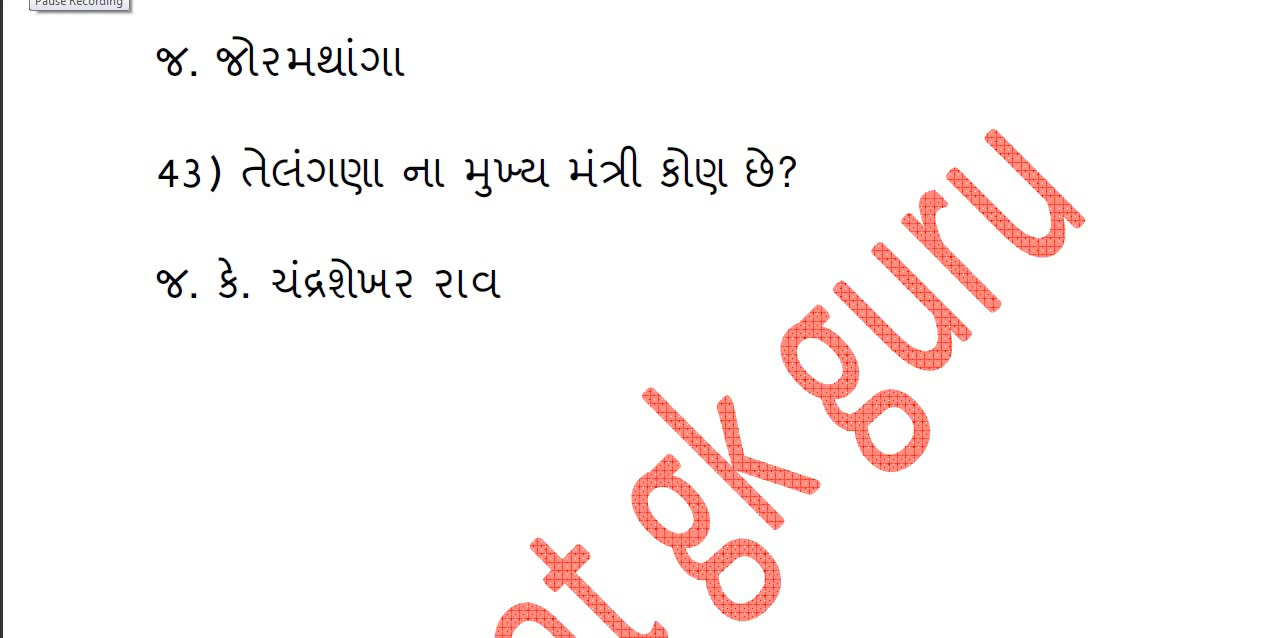 Pause Recording
જ. જોરમથાંગા
43) તેલંગણા ના મુખ્ય મંત્રી કોણ છે?
જ. કે. ચંદ્રશેખર રાવ
gk guru